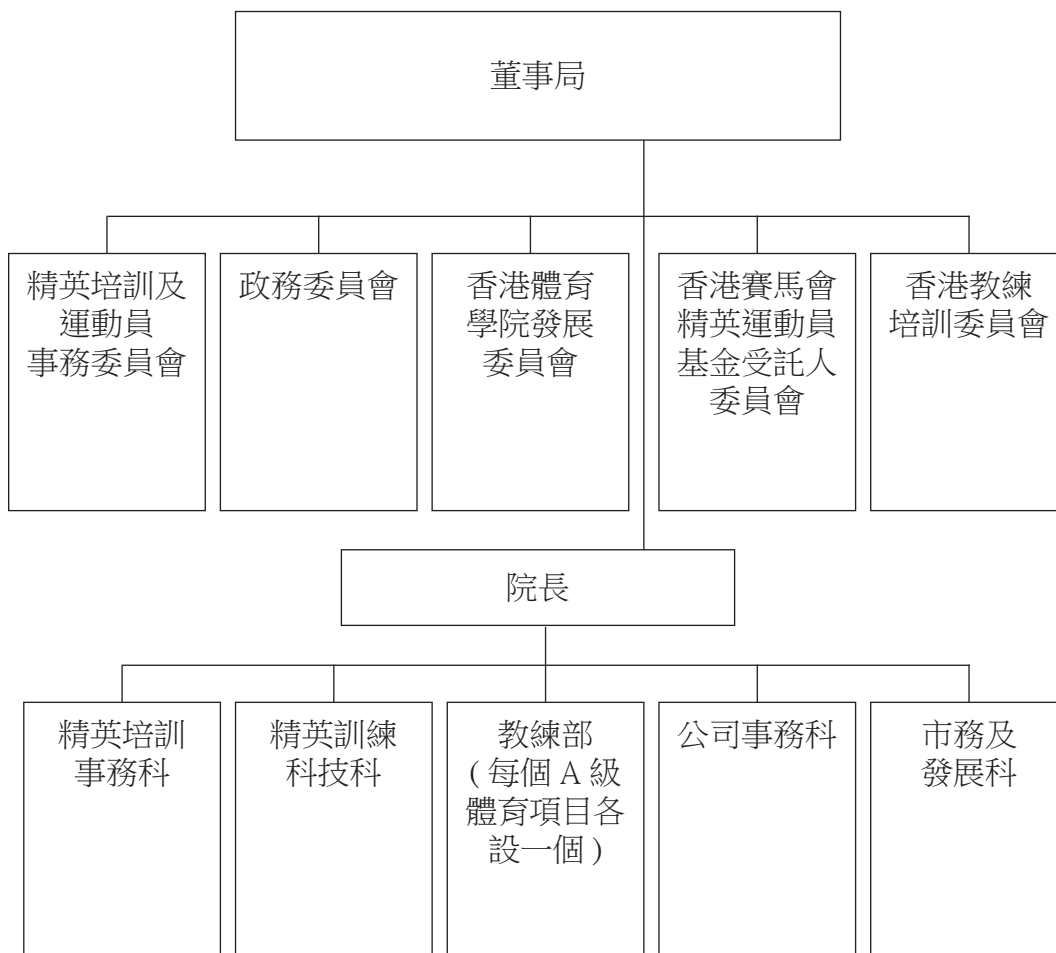 董事局
精英培訓及
運動員
事務委員會
政務委員會
香港體育
學院發展
委員會
香港賽馬會
精英運動員
基金受託人
委員會
香港教練
培訓委員會
院長
精英培訓
事務科
精英訓練
科技科
教練部
(每個 A 級
體育項目各
設一個)
公司事務科
市務及
發展科